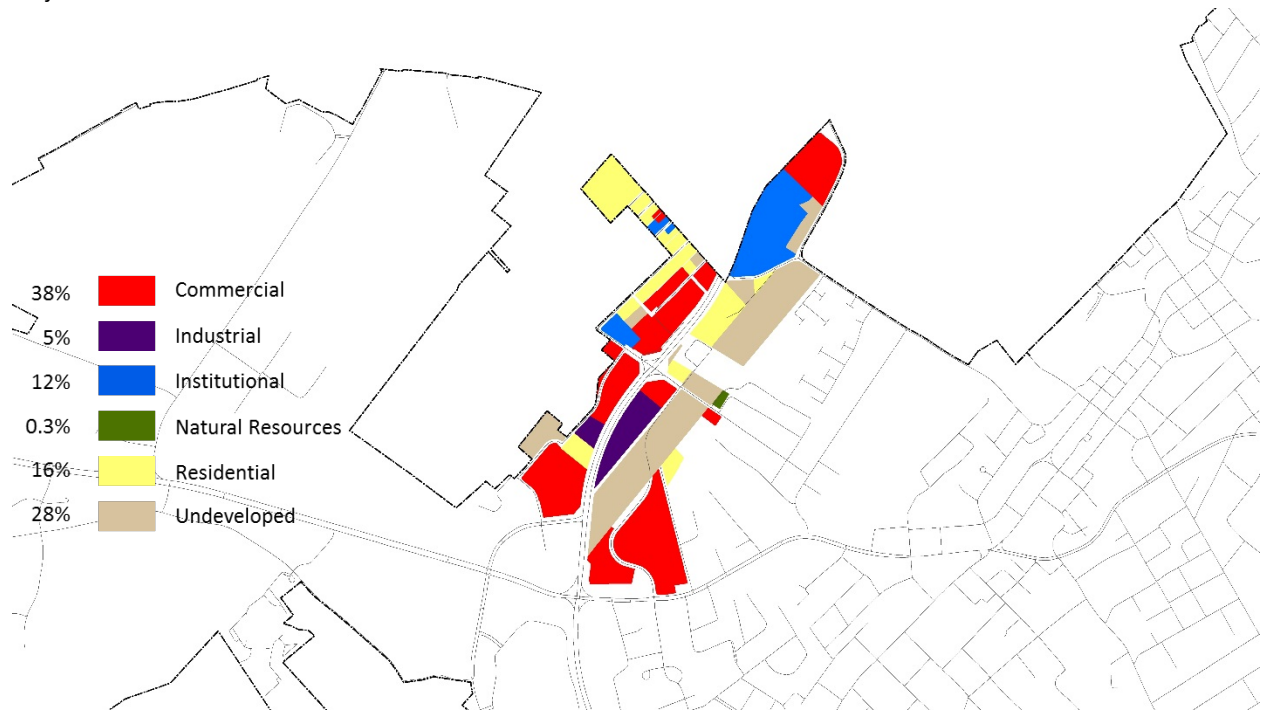 38% Commercial
5% Industrial
12% Institutional
0.3% Natural Resources
16% Residential
28% Undeveloped